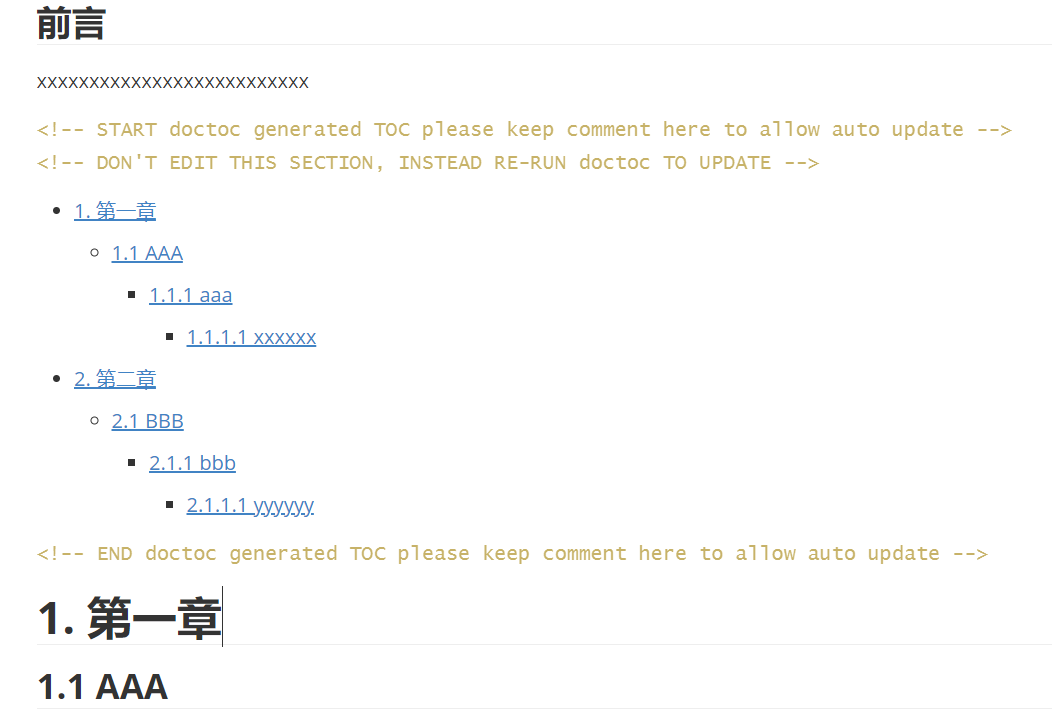 前言
xxxxxxxxxxxxxxxxxxxxxxxxxx
<!-- START doctoc generated TOC please keep comment here to allow auto update -->
<!-- DON'T EDIT THIS SECTION, INSTEAD RE-RUN doctoc TO UPDATE -->
1. 第一章
1.1 AAA
1.1.1 aaa
1.1.1.1 xxxxxx
2. 第二章
2.1 BBB
2.1.1 bbb
2.1.1.1 yyyyyy
<!-- END doctoc generated TOC please keep comment here to allow auto update -->
1. 第一章
1.1 AAA